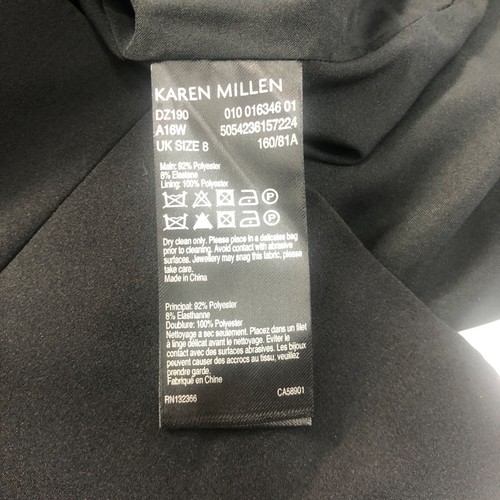 KAREN MILLEN
DZ190 010 016346 01
A16W 5054236157224
UK SIZE 8 160/81A
Main: 92% Polyester
8% Elastane
Lining: 100% Polyester
Dry clean only. Please place in a delicates bag
prior to cleaning. Avoid contact with abrasive
surfaces. Jewellery may snag this fabric, please
take care.
Made in China
Principal: 92% Polyester
8% Elasthanne
Doublure: 100% Polyester
Nettoyage a sec seulement. Placez dans un filet
à linge délicat avant le nettoyage. Eviter le
contact avec des surfaces abrasives. Les bijoux
peuvent causer des accrocs au tissu, veuillez
prendre garde.
Fabriqué en Chine
RN132366 CA58901